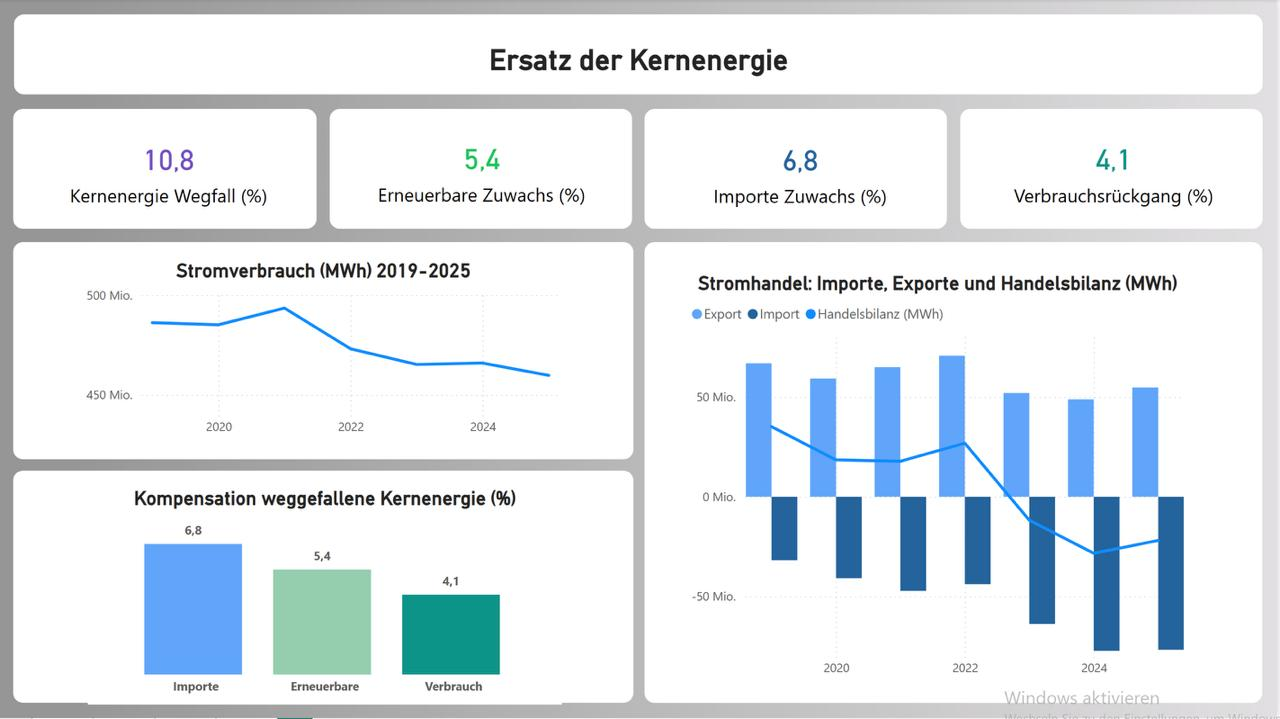 Ersatz der Kernenergie
10,8
Kernenergie Wegfall (%)
5,4
Erneuerbare Zuwachs (%)
6,8
Importe Zuwachs (%)
4,1
Verbrauchsrückgang (%)
Stromverbrauch (MWh) 2019-2025
500 Mio.
450 Mio.
2020
2022
2024
Kompensation weggefallene Kernenergie (%)
6,8
5,4
4,1
Importe
Erneuerbare
Verbrauch
Stromhandel: Importe, Exporte und Handelsbilanz (MWh)
Export Import Handelsbilanz (MWh)
50 Mio.
0 Mio.
-50 Mio.
2020
2022
2024
Windows aktivieren